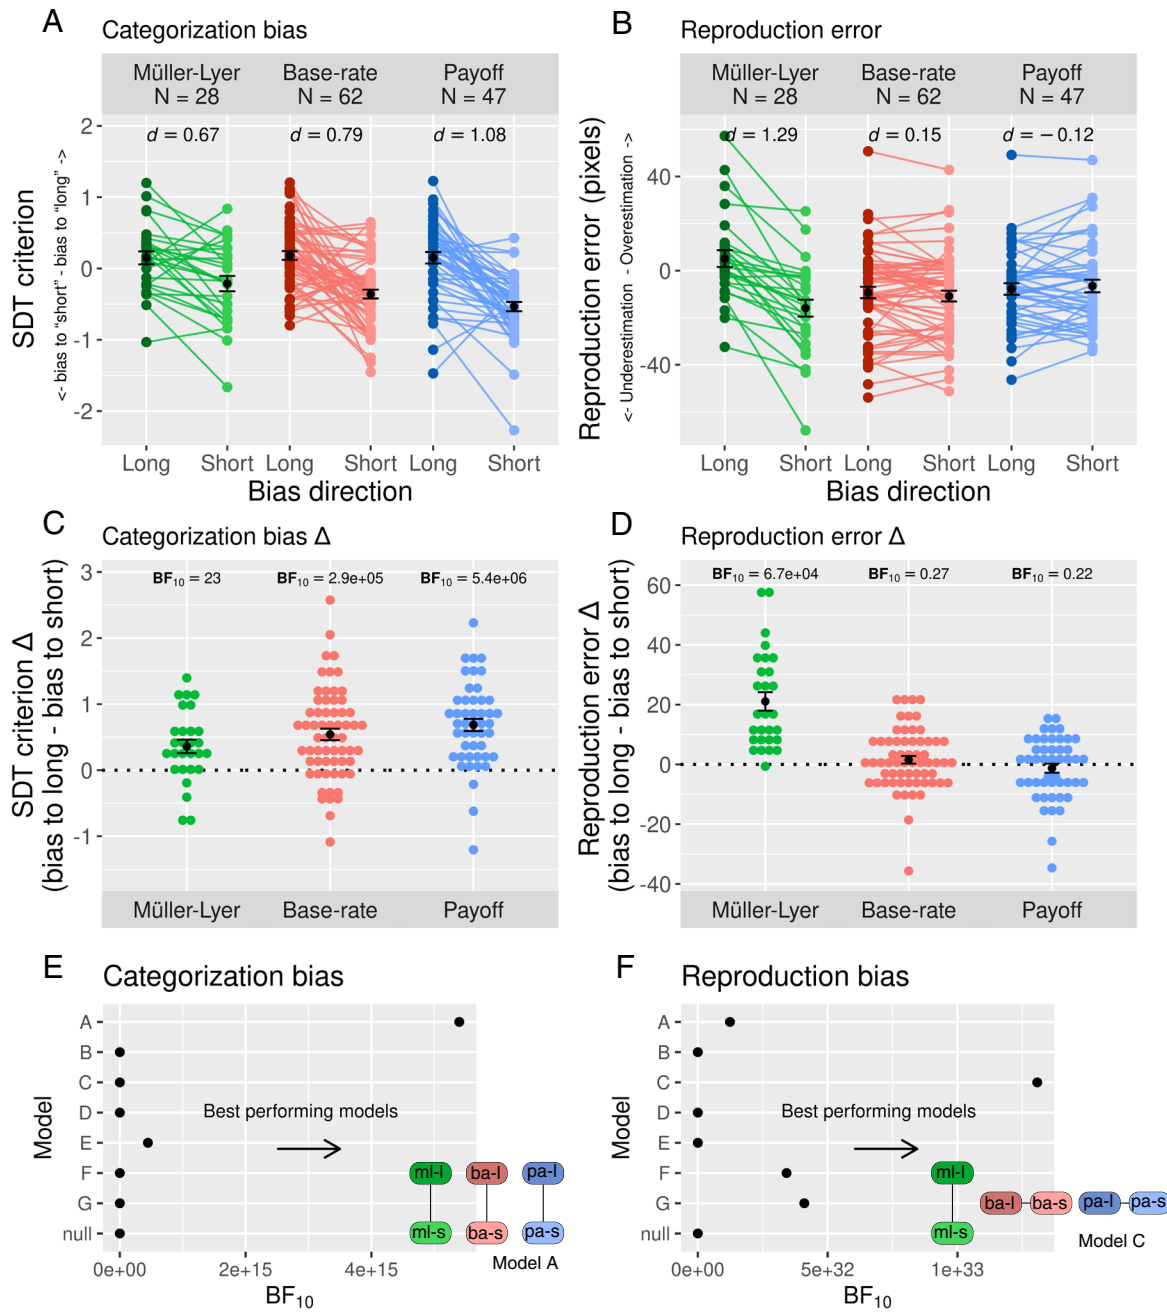 A
Categorization bias
Müller-Lyer
N = 28
Base-rate
N = 62
Payoff
N = 47
d = 0.67
d = 0.79
d = 1.08
SDT criterion
<- bias to “short” - bias to “long” ->
2
1
0
-1
-2
Long
Short
Long
Short
Long
Short
Bias direction
B
Reproduction error
Müller-Lyer
N = 28
Base-rate
N = 62
Payoff
N = 47
d = 1.29
d = 0.15
d = −0.12
Reproduction error (pixels)
<- Underestimation - Overestimation ->
40
0
-40
Long
Short
Long
Short
Long
Short
Bias direction
C
Categorization bias Δ
BF10 = 23
BF10 = 2.9e+05
BF10 = 5.4e+06
SDT criterion Δ
(bias to long - bias to short)
3
2
1
0
-1
Müller-Lyer
Base-rate
Payoff
D
Reproduction error Δ
BF10 = 6.7e+04
BF10 = 0.27
BF10 = 0.22
Reproduction error Δ
(bias to long - bias to short)
60
40
20
0
-20
-40
Müller-Lyer
Base-rate
Payoff
E
Categorization bias
Model
A
B
C
D
E
F
G
null
Best performing models
ml-l
ba-l
pa-l
ml-s
ba-s
pa-s
Model A
0e+00
2e+15
4e+15
BF10
F
Reproduction bias
Model
A
B
C
D
E
F
G
null
Best performing models
ml-l
ba-l
ba-s
pa-l
pa-s
ml-s
Model C
0e+00
5e+32
1e+33
BF10